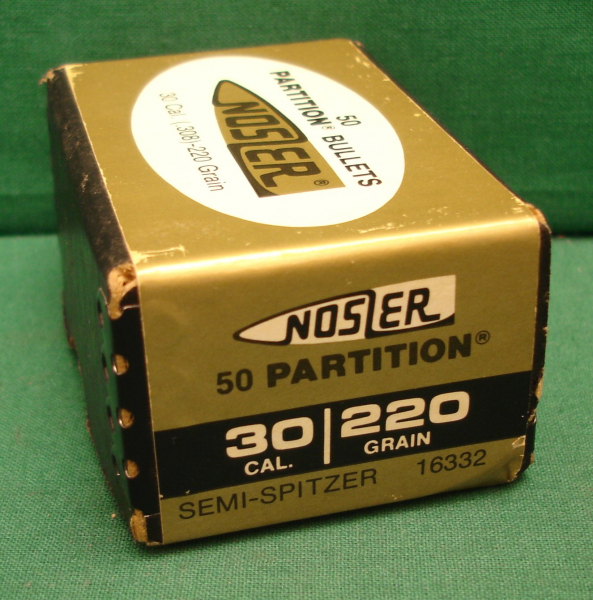 50
PARTITION® BULLETS
NOSLER®
30 Cal. (308)-220 Grain
NOSLER
50 PARTITION®
30 | 220
CAL. GRAIN
SEMI-SPITZER 16332